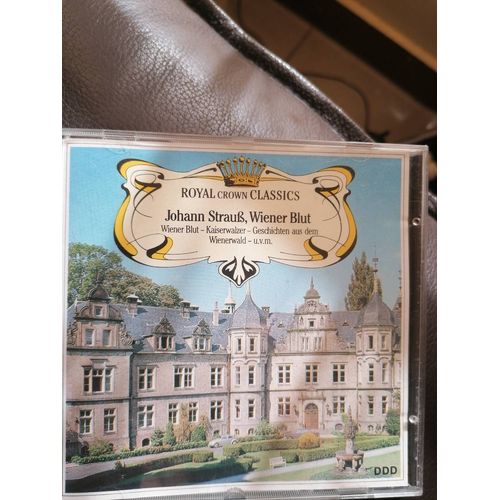 ROYAL CROWN CLASSICS
Johann Strauß, Wiener Blut
Wiener Blut – Kaiserwalzer – Geschichten aus dem
Wienerwald – u.v.m.
DDD